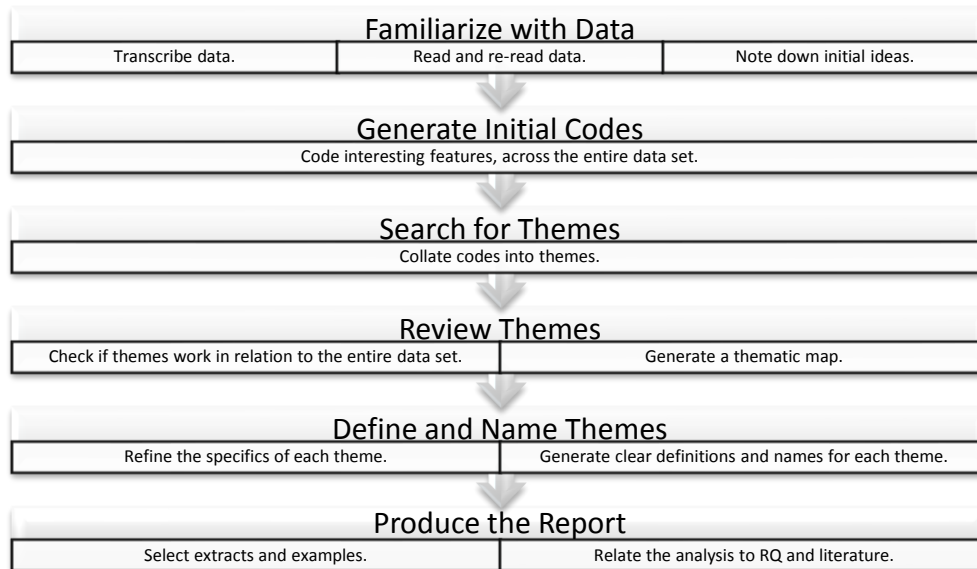 Familiarize with Data
Transcribe data.
Read and re-read data.
Note down initial ideas.
Generate Initial Codes
Code interesting features, across the entire data set.
Search for Themes
Collate codes into themes.
Review Themes
Check if themes work in relation to the entire data set.
Generate a thematic map.
Define and Name Themes
Refine the specifics of each theme.
Generate clear definitions and names for each theme.
Produce the Report
Select extracts and examples.
Relate the analysis to RQ and literature.